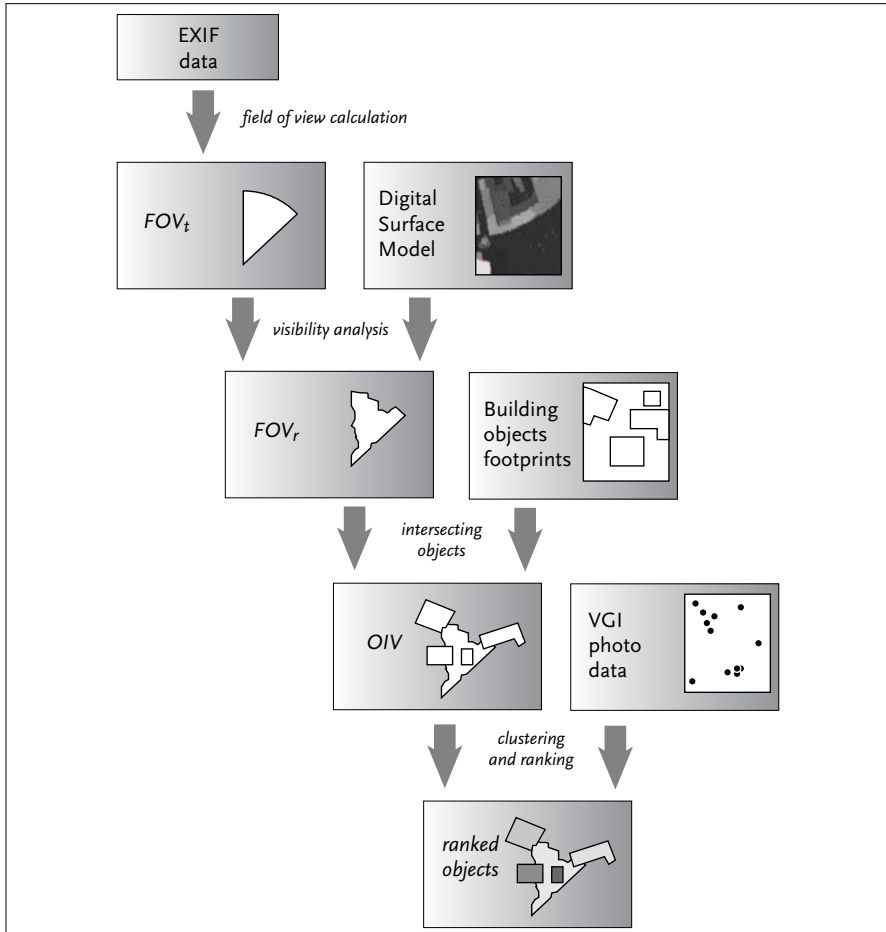 EXIF
data
field of view calculation
FOVt
Digital
Surface
Model
visibility analysis
FOVr
Building
objects
footprints
intersecting
objects
OIV
VGI
photo
data
clustering
and ranking
ranked
objects